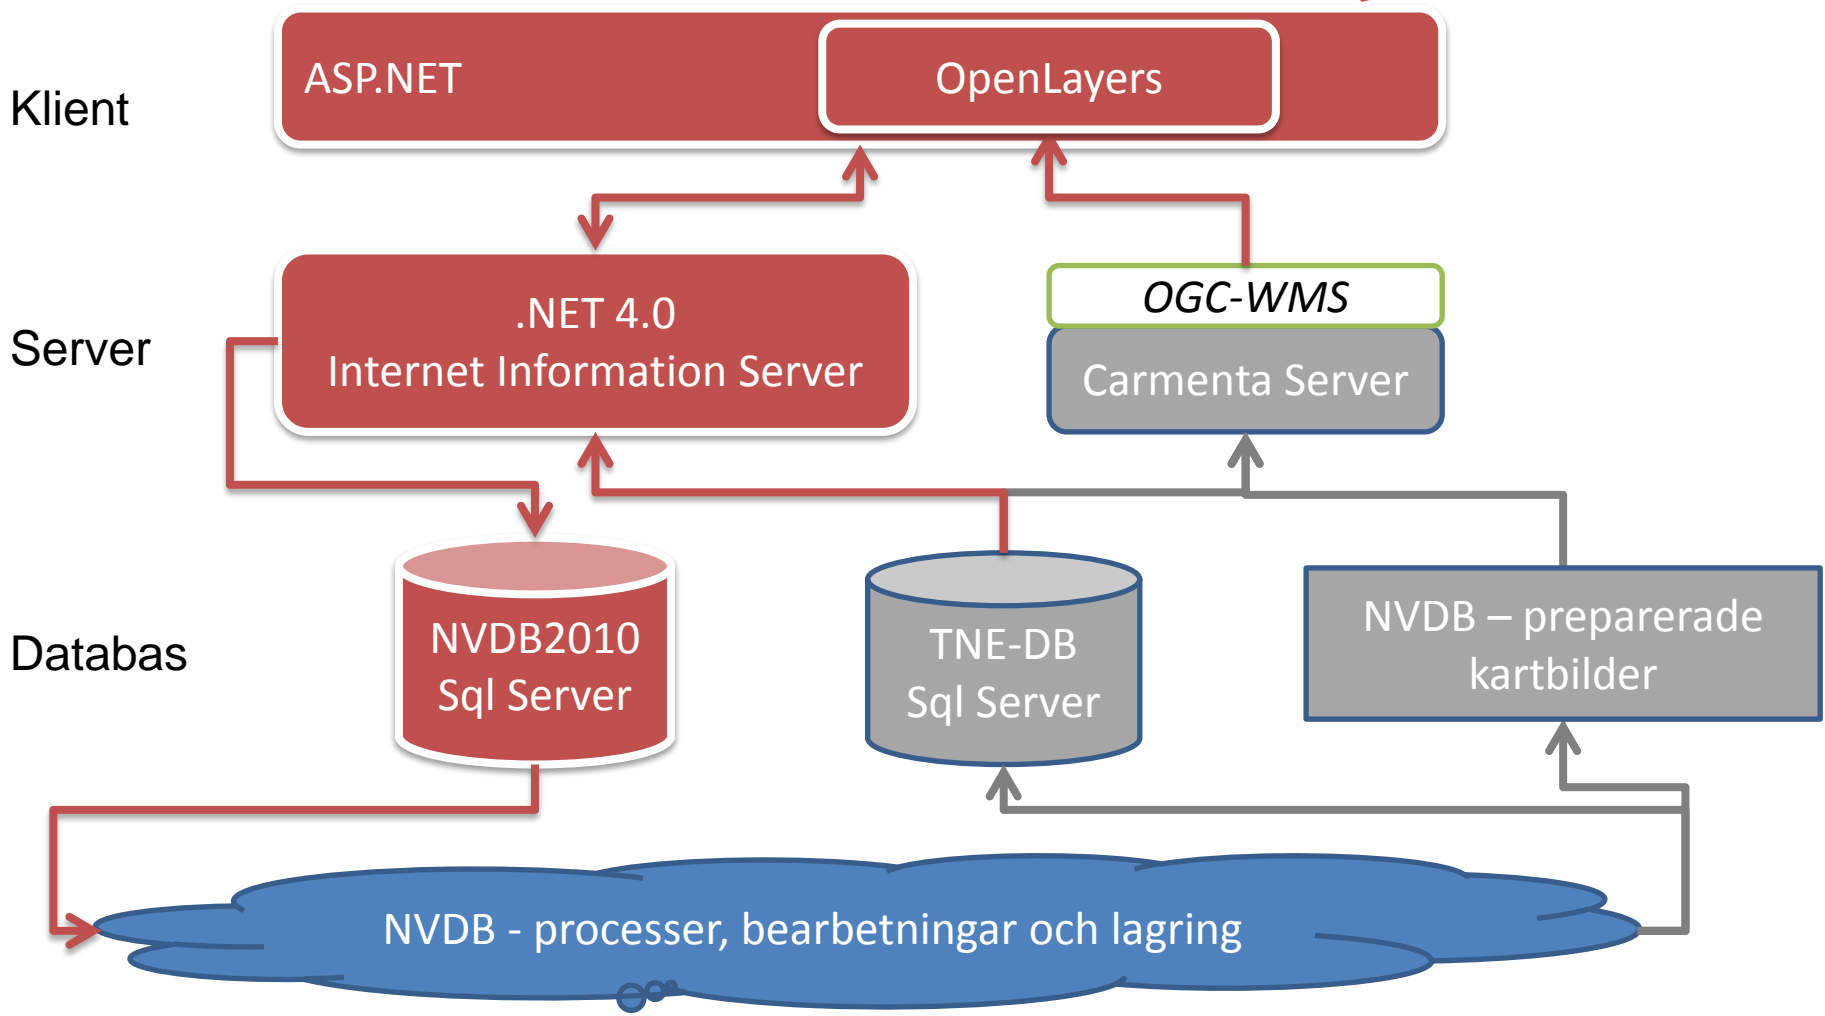 Klient
ASP.NET
OpenLayers
Server
.NET 4.0
Internet Information Server
OGC-WMS
Carmenta Server
Databas
NVDB2010
Sql Server
TNE-DB
Sql Server
NVDB – preparerade
kartbilder
NVDB - processer, bearbetningar och lagring